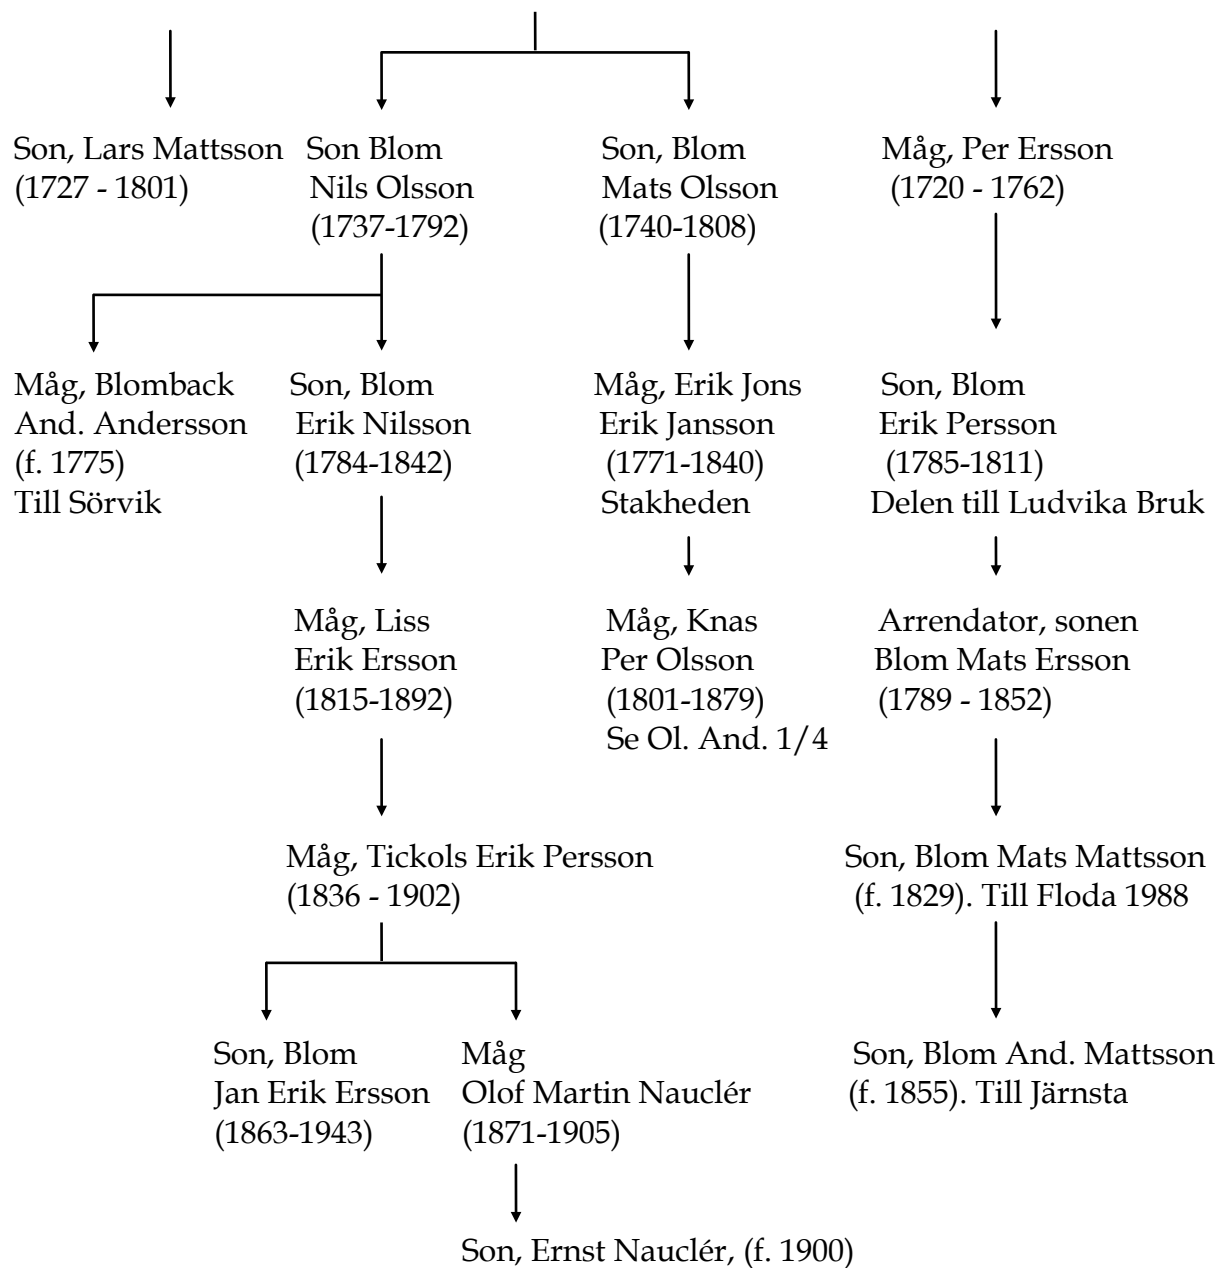 Son, Lars Mattsson
(1727 - 1801)
Son Blom
Nils Olsson
(1737-1792)
Son, Blom
Mats Olsson
(1740-1808)
Måg, Per Ersson
(1720 - 1762)
Måg, Blomback
And. Andersson
(f. 1775)
Till Sörvik
Son, Blom
Erik Nilsson
(1784-1842)
Måg, Erik Jons
Erik Jansson
(1771-1840)
Stakheden
Son, Blom
Erik Persson
(1785-1811)
Delen till Ludvika Bruk
Måg, Liss
Erik Ersson
(1815-1892)
Måg, Knas
Per Olsson
(1801-1879)
Se Ol. And. 1/4
Arrendator, sonen
Blom Mats Ersson
(1789 - 1852)
Måg, Tickols Erik Persson
(1836 - 1902)
Son, Blom Mats Mattsson
(f. 1829). Till Floda 1988
Son, Blom
Jan Erik Ersson
(1863-1943)
Måg
Olof Martin Nauclér
(1871-1905)
Son, Blom And. Mattsson
(f. 1855). Till Järnsta
Son, Ernst Nauclér, (f. 1900)